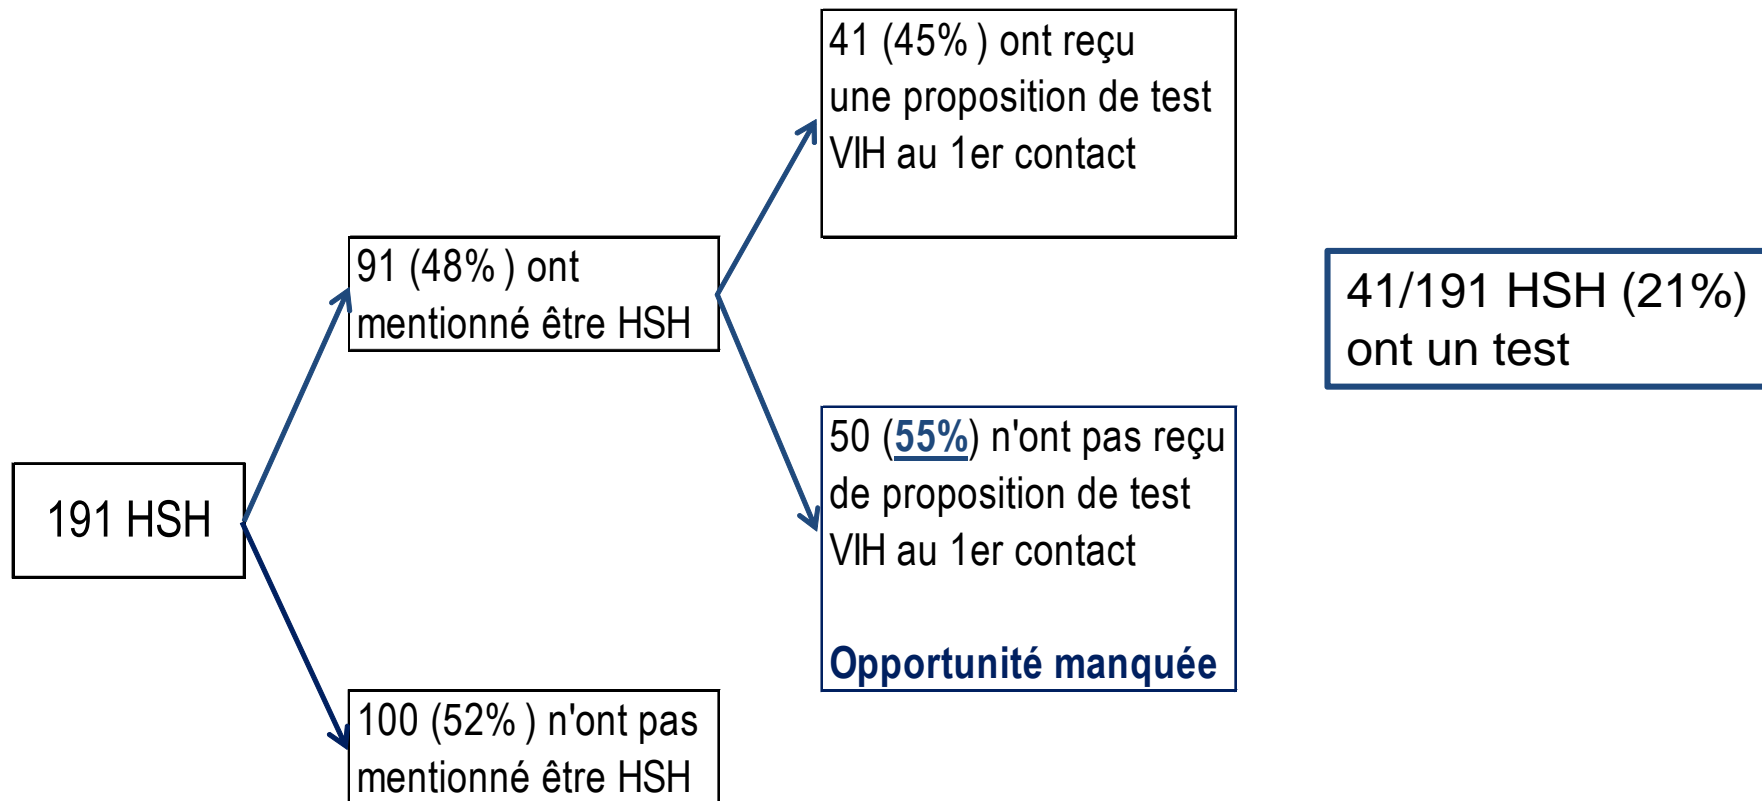 41 (45% ) ont reçu
une proposition de test
VIH au 1er contact
91 (48% ) ont
mentionné être HSH
41/191 HSH (21%)
ont un test
50 (55%) n'ont pas reçu
de proposition de test
VIH au 1er contact
Opportunité manquée
191 HSH
100 (52% ) n'ont pas
mentionné être HSH